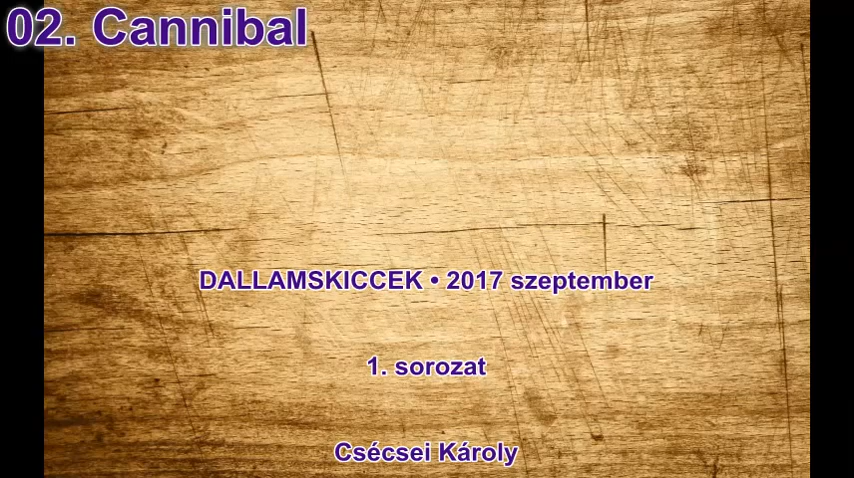 02. Cannibal
DALLAMSKICCEK • 2017 szeptember
1. sorozat
Csécsei Károly